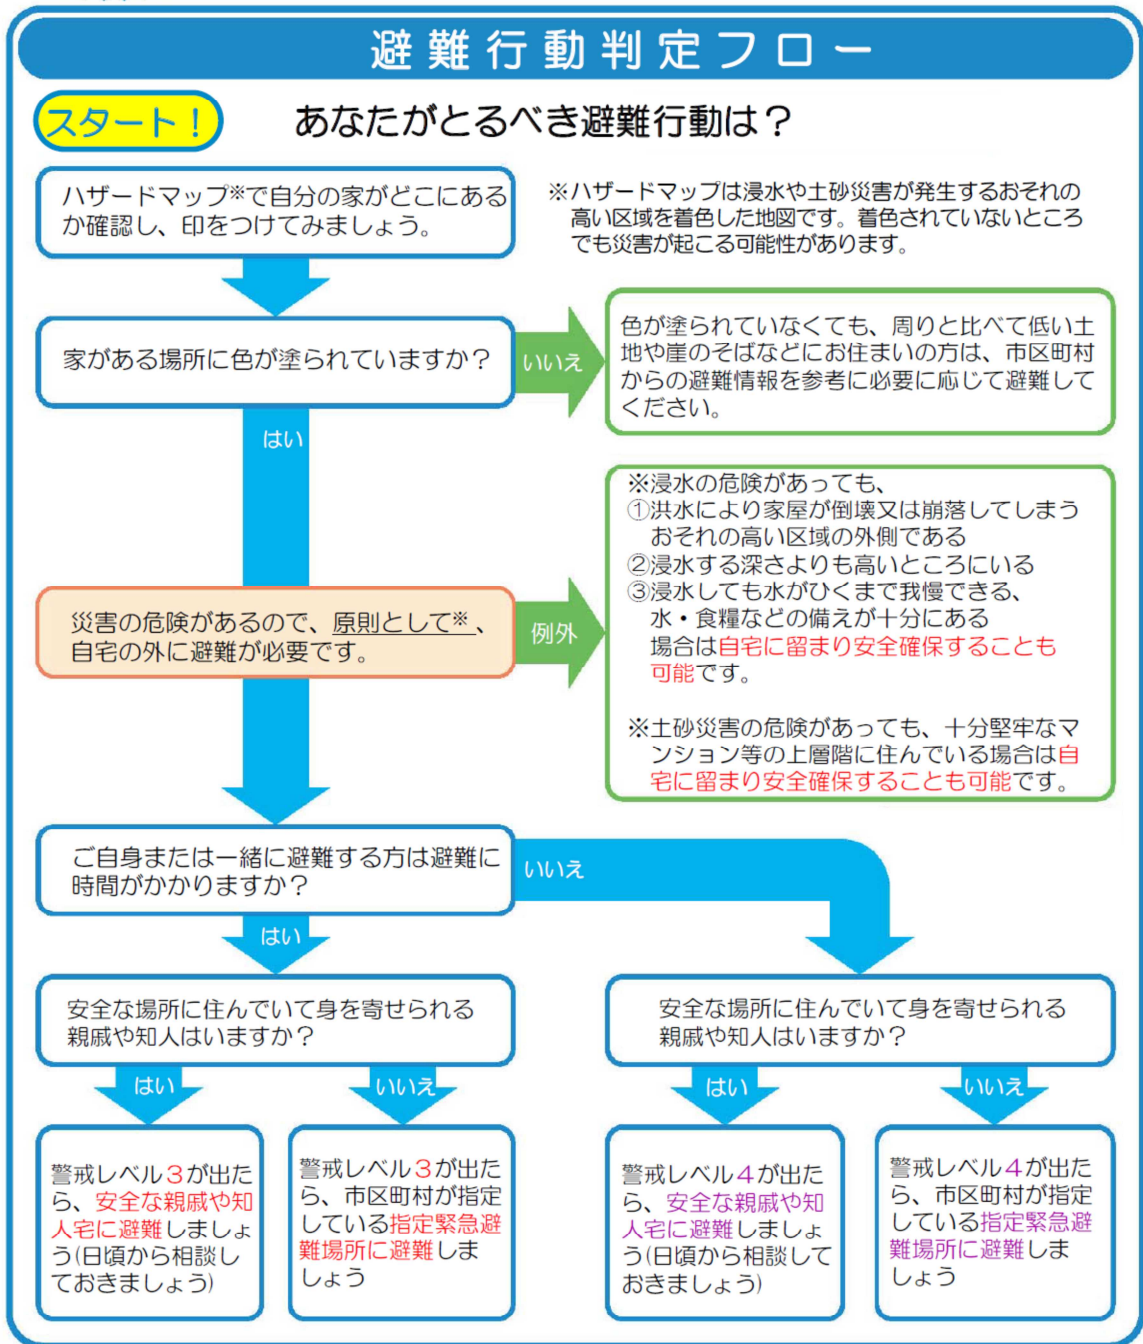 避難行動判定フロー
スタート！
あなたがとるべき避難行動は？
ハザードマップ※で自分の家がどこにある
か確認し、印をつけてみましょう。
※ハザードマップは浸水や土砂災害が発生するおそれの
高い区域を着色した地図です。着色されていないところ
でも災害が起こる可能性があります。
家がある場所に色が塗られていますか？
いいえ
色が塗られていなくても、周りと比べて低い土
地や崖のそばなどにお住まいの方は、市区町村
からの避難情報を参考に必要に応じて避難して
ください。
はい
災害の危険があるので、原則として※、
自宅の外に避難が必要です。
例外
※浸水の危険があっても、
①洪水により家屋が倒壊又は崩落してしまう
おそれの高い区域の外側である
②浸水する深さよりも高いところにいる
③浸水しても水がひくまで我慢できる、
水・食糧などの備えが十分にある
場合は自宅に留まり安全確保することも
可能です。
※土砂災害の危険があっても、十分堅牢なマ
ンション等の上層階に住んでいる場合は自
宅に留まり安全確保することも可能です。
ご自身または一緒に避難する方は避難に
時間がかかりますか？
いいえ
はい
安全な場所に住んでいて身を寄せられる
親戚や知人はいますか？
安全な場所に住んでいて身を寄せられる
親戚や知人はいますか？
はい
いいえ
はい
いいえ
警戒レベル３が出た
ら、安全な親戚や知
人宅に避難しましょ
う(日頃から相談し
ておきましょう)
警戒レベル３が出た
ら、市区町村が指定
している指定緊急避
難場所に避難しま
しょう
警戒レベル４が出た
ら、安全な親戚や知
人宅に避難しましょ
う(日頃から相談して
おきましょう)
警戒レベル４が出た
ら、市区町村が指定
している指定緊急避
難場所に避難しま
しょう